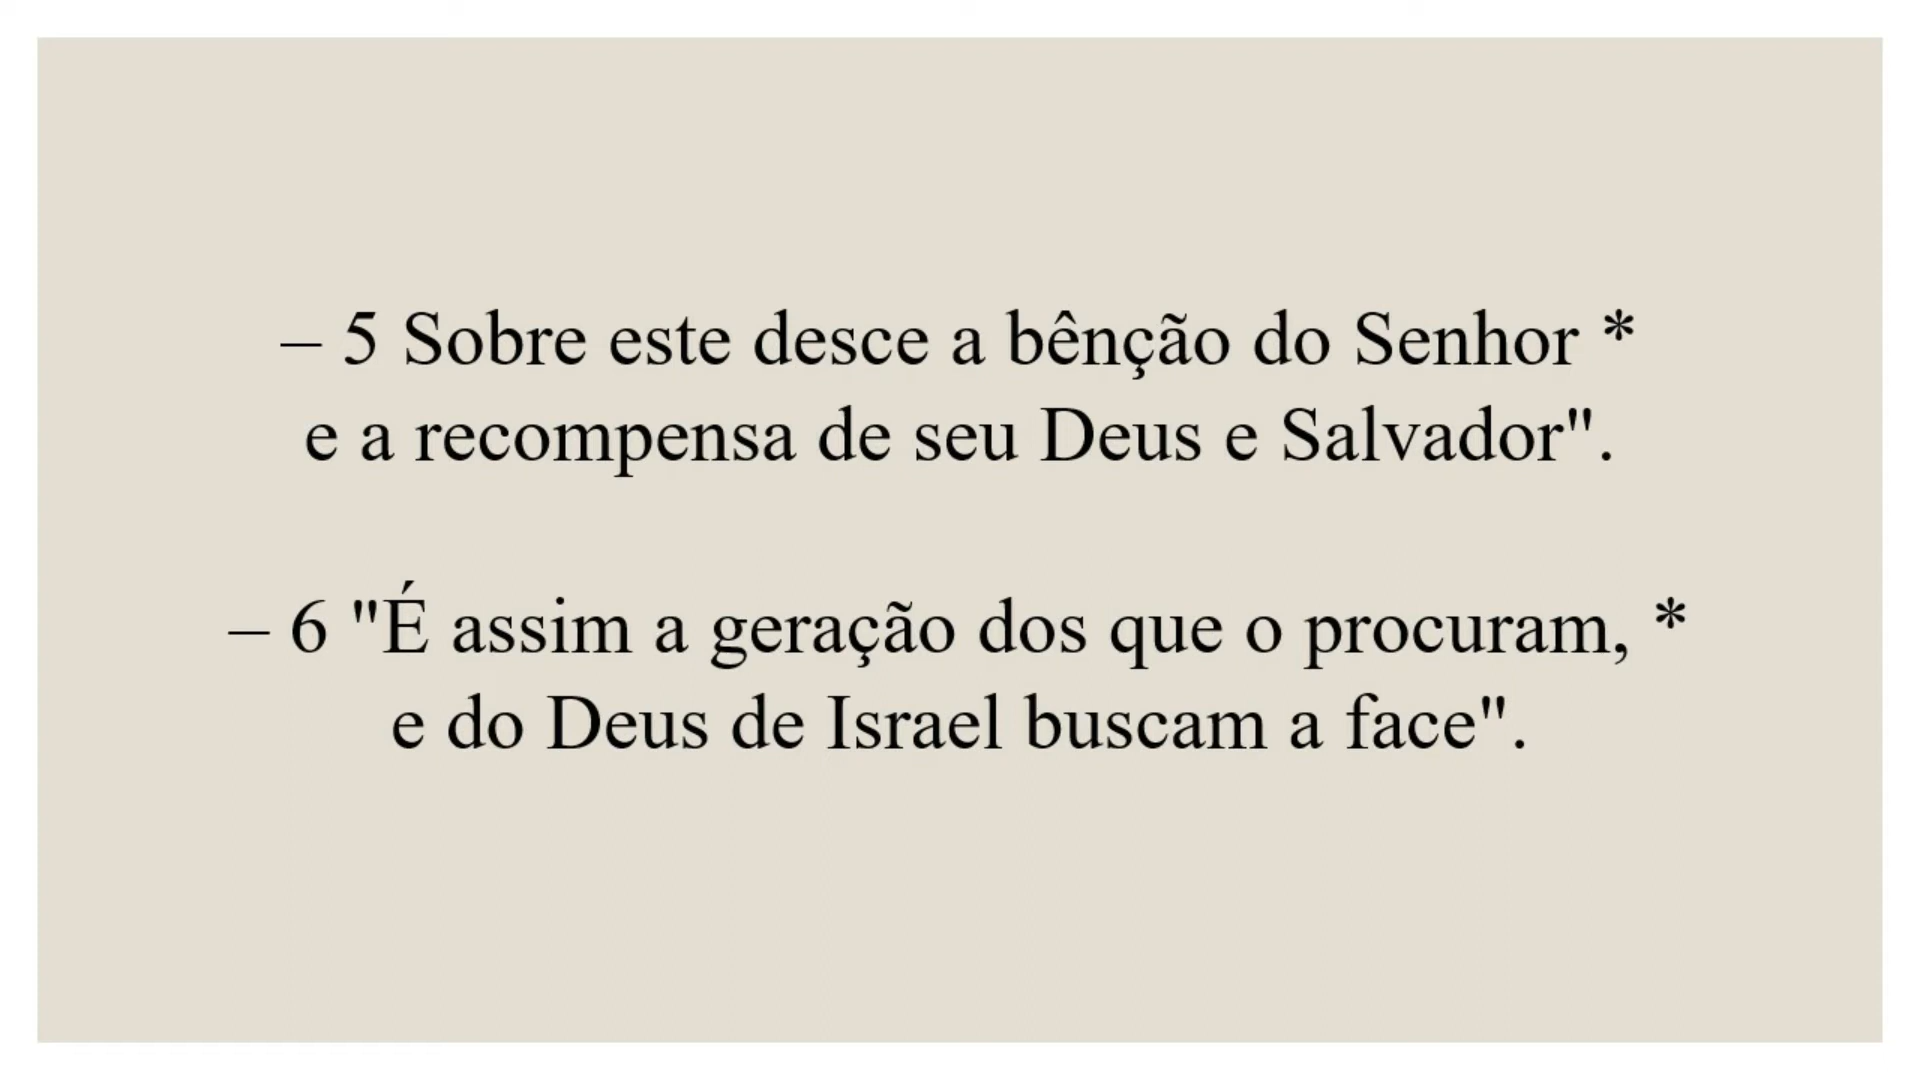 – 5 Sobre este desce a bênção do Senhor *
e a recompensa de seu Deus e Salvador".
– 6 "É assim a geração dos que o procuram, *
e do Deus de Israel buscam a face".